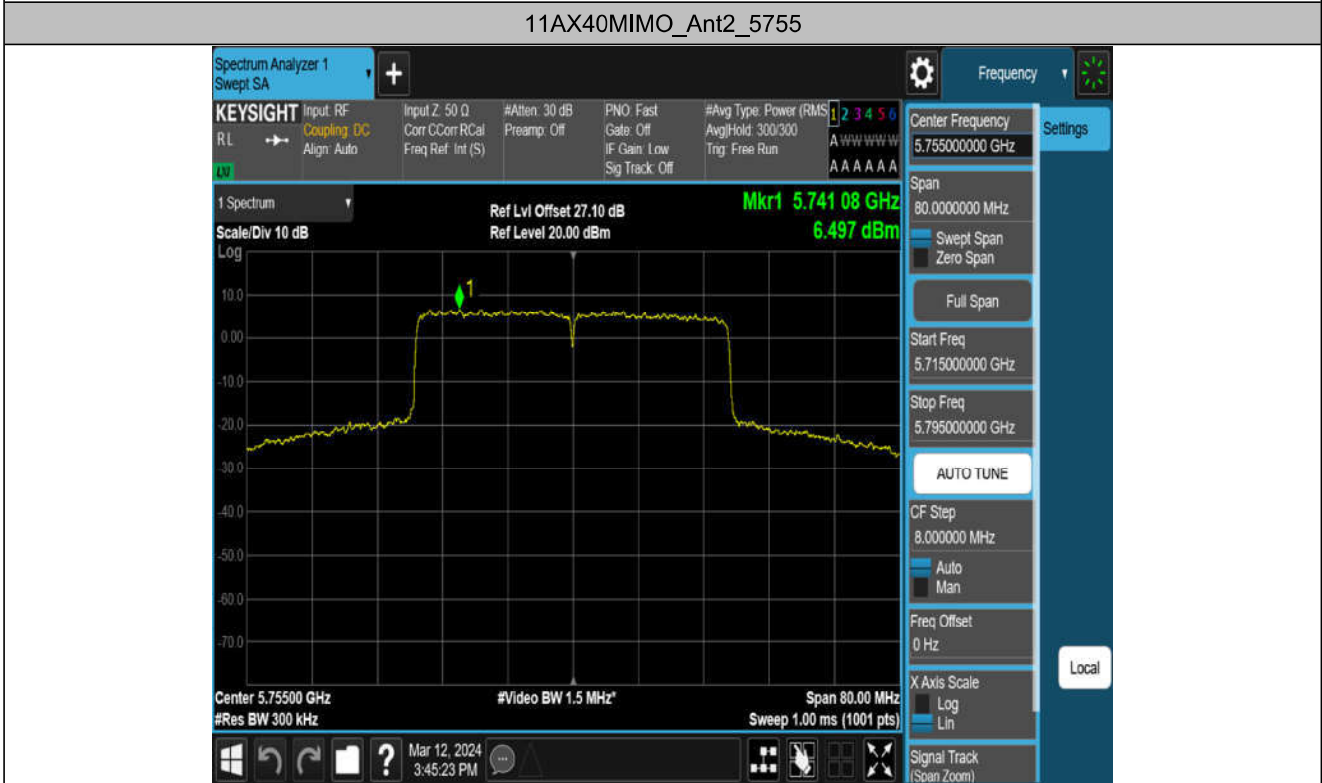 11AX40MIMO_Ant2_5755
Spectrum Analyzer 1
Swept SA
+
Frequency
KEYSIGHT
RL
LXI
Input: RF
Coupling: DC
Align: Auto
Input Z: 50 Ω
Corr CCorr RCal
Freq Ref: Int (S)
#Atten: 30 dB
Preamp: Off
PNO: Fast
Gate: Off
IF Gain: Low
Sig Track: Off
#Avg Type: Power (RMS
Avg|Hold: 300/300
Trig: Free Run
1 2 3 4 5 6
A W W W W W
A A A A A A
1 Spectrum
Scale/Div 10 dB
Log
Ref Lvl Offset 27.10 dB
Ref Level 20.00 dBm
Mkr1 5.741 08 GHz
6.497 dBm
1
10.0
0.00
-10.0
-20.0
-30.0
-40.0
-50.0
-60.0
-70.0
Center 5.75500 GHz
#Res BW 300 kHz
#Video BW 1.5 MHz*
Span 80.00 MHz
Sweep 1.00 ms (1001 pts)
Mar 12, 2024
3:45:23 PM
?
Center Frequency
5.755000000 GHz
Settings
Span
80.0000000 MHz
Swept Span
Zero Span
Full Span
Start Freq
5.715000000 GHz
Stop Freq
5.795000000 GHz
AUTO TUNE
CF Step
8.000000 MHz
Auto
Man
Freq Offset
0 Hz
X Axis Scale
Log
Lin
Local
Signal Track
(Span Zoom)